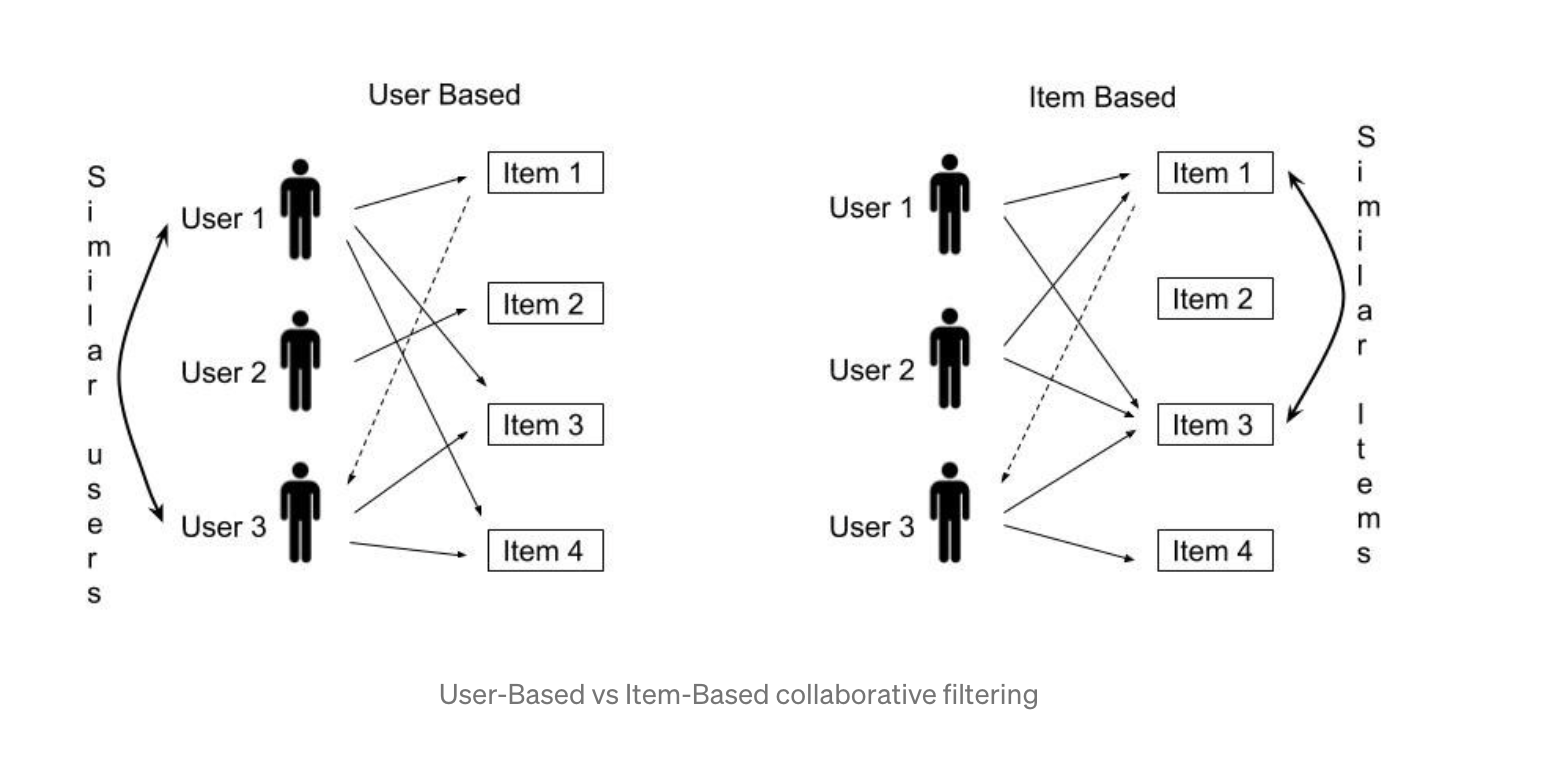 User Based
Similar users
User 1
User 2
User 3
Item 1
Item 2
Item 3
Item 4
Item Based
User 1
User 2
User 3
Item 1
Item 2
Item 3
Item 4
Similar Items
User-Based vs Item-Based collaborative filtering